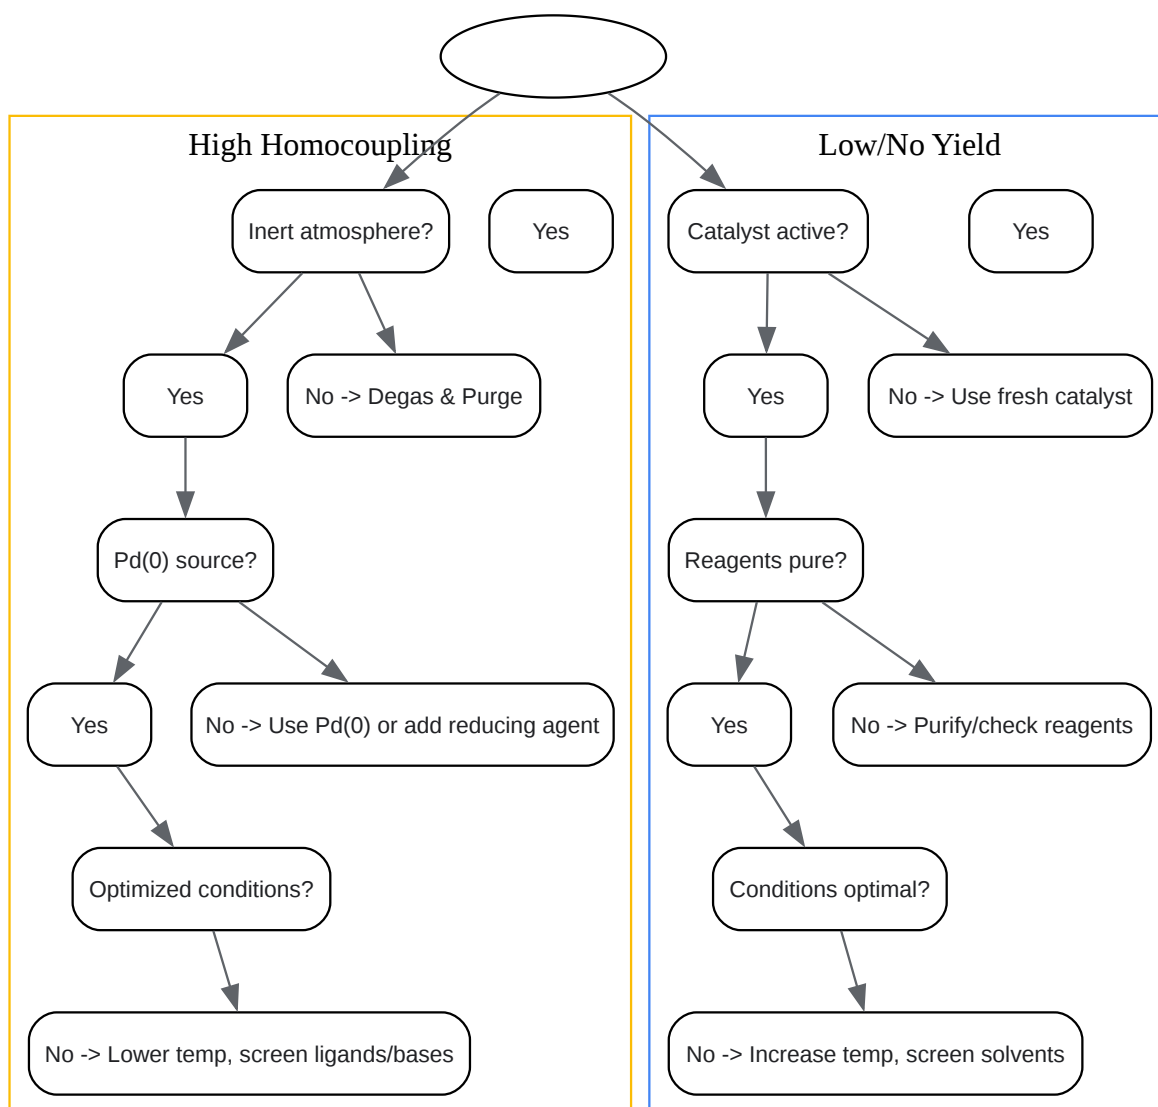 High Homocoupling
Inert atmosphere?
Yes
Yes
No -> Degas & Purge
Pd(0) source?
Yes
No -> Use Pd(0) or add reducing agent
Optimized conditions?
No -> Lower temp, screen ligands/bases
Low/No Yield
Catalyst active?
Yes
Yes
No -> Use fresh catalyst
Reagents pure?
Yes
No -> Purify/check reagents
Conditions optimal?
No -> Increase temp, screen solvents